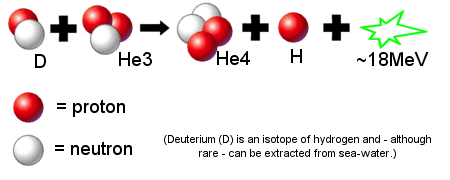 D He3 He4 H ~18MeV
= proton
= neutron
(Deuterium (D) is an isotope of hydrogen and - although
rare - can be extracted from sea-water.)